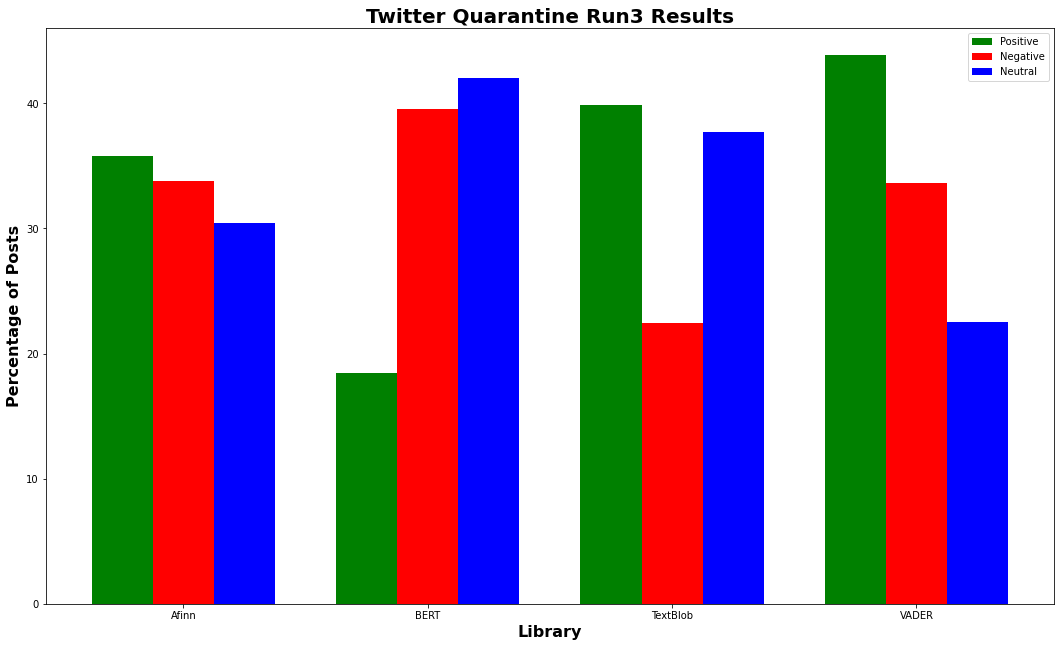 Twitter Quarantine Run3 Results
Positive
Negative
Neutral
Percentage of Posts
40
30
20
10
0
Afinn BERT TextBlob VADER
Library